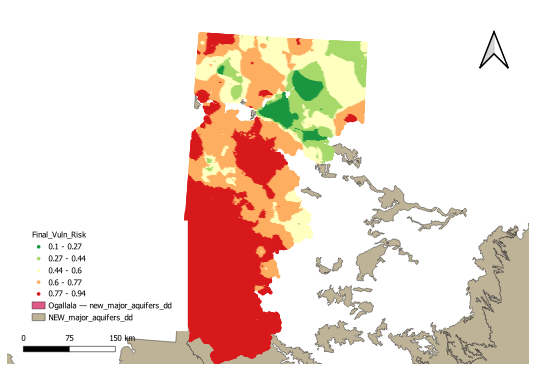 Final_Vuln_Risk
0.1 - 0.27
0.27 - 0.44
0.44 - 0.6
0.6 - 0.77
0.77 - 0.94
Ogallala — new_major_aquifers_dd
NEW_major_aquifers_dd
0 75 150 km